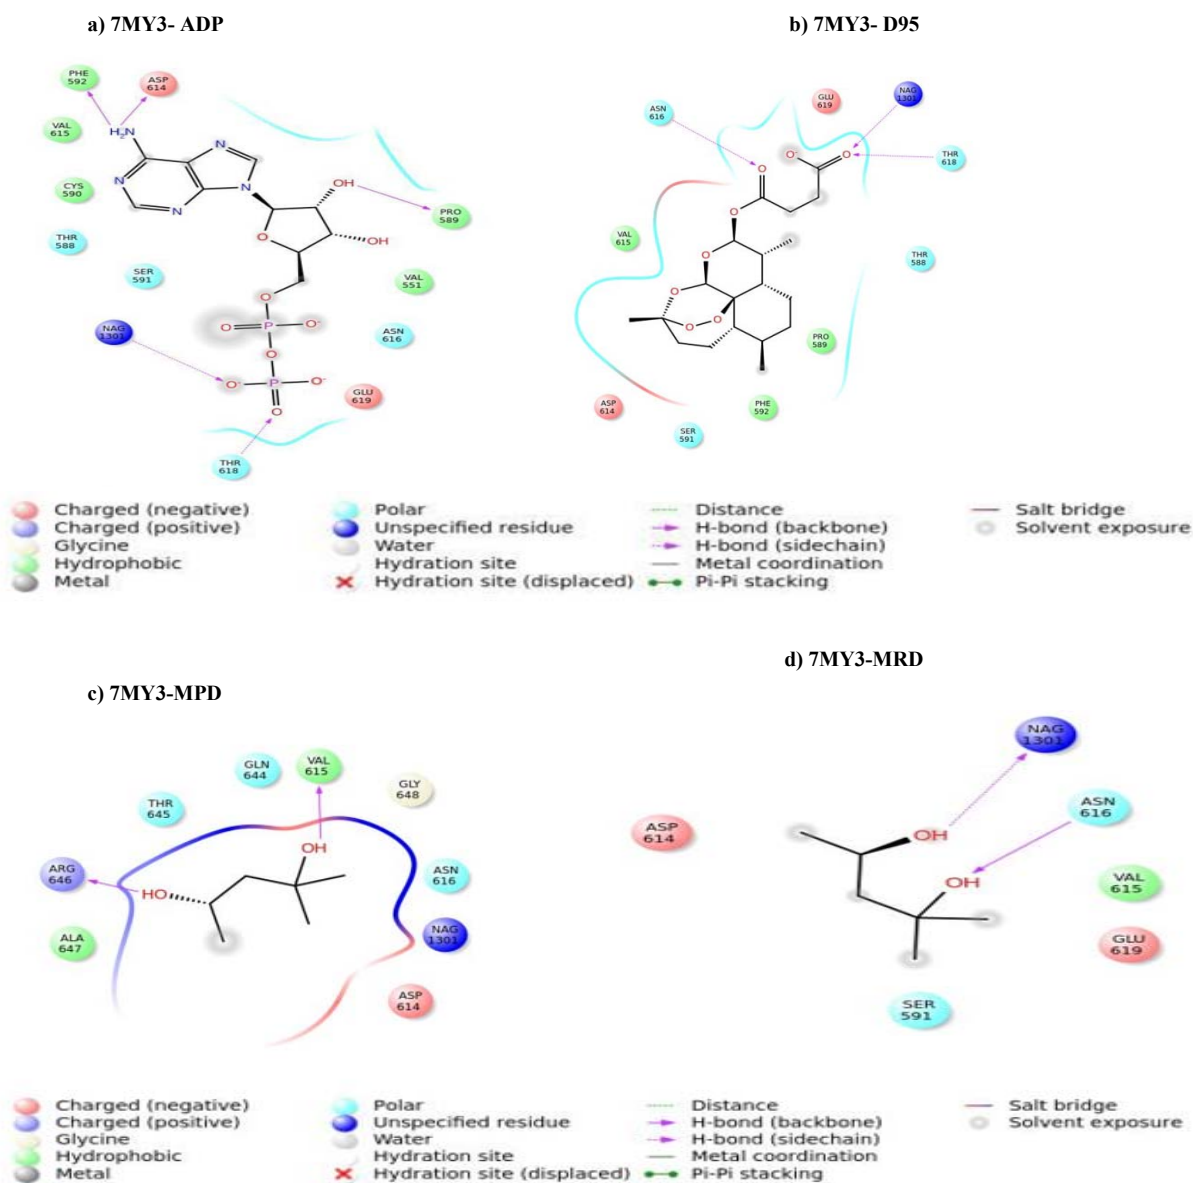 a) 7MY3- ADP
PHE
592
ASP
614
VAL
615
H2N
N
N
N
N
N
CYS
590
OH
PRO
589
THR
588
O
OH
SER
591
VAL
551
O
NAG
1301
O
P
O-
ASN
616
O
O-
P
O-
GLU
619
O
THR
618
b) 7MY3- D95
GLU
619
NAG
1301
ASN
616
O-
O
THR
618
O
O
VAL
615
O
THR
588
O
O
O
PRO
589
ASP
614
PHE
592
SER
591
Charged (negative)
Charged (positive)
Glycine
Hydrophobic
Metal
Polar
Unspecified residue
Water
Hydration site
Hydration site (displaced)
Distance
H-bond (backbone)
H-bond (sidechain)
Metal coordination
Pi-Pi stacking
Salt bridge
Solvent exposure
c) 7MY3-MPD
GLN
644
VAL
615
GLY
648
THR
645
OH
ARG
646
HO
ASN
616
ALA
647
NAG
1301
ASP
614
d) 7MY3-MRD
NAG
1301
ASN
616
ASP
614
OH
OH
VAL
615
GLU
619
SER
591
Charged (negative)
Charged (positive)
Glycine
Hydrophobic
Metal
Polar
Unspecified residue
Water
Hydration site
Hydration site (displaced)
Distance
H-bond (backbone)
H-bond (sidechain)
Metal coordination
Pi-Pi stacking
Salt bridge
Solvent exposure